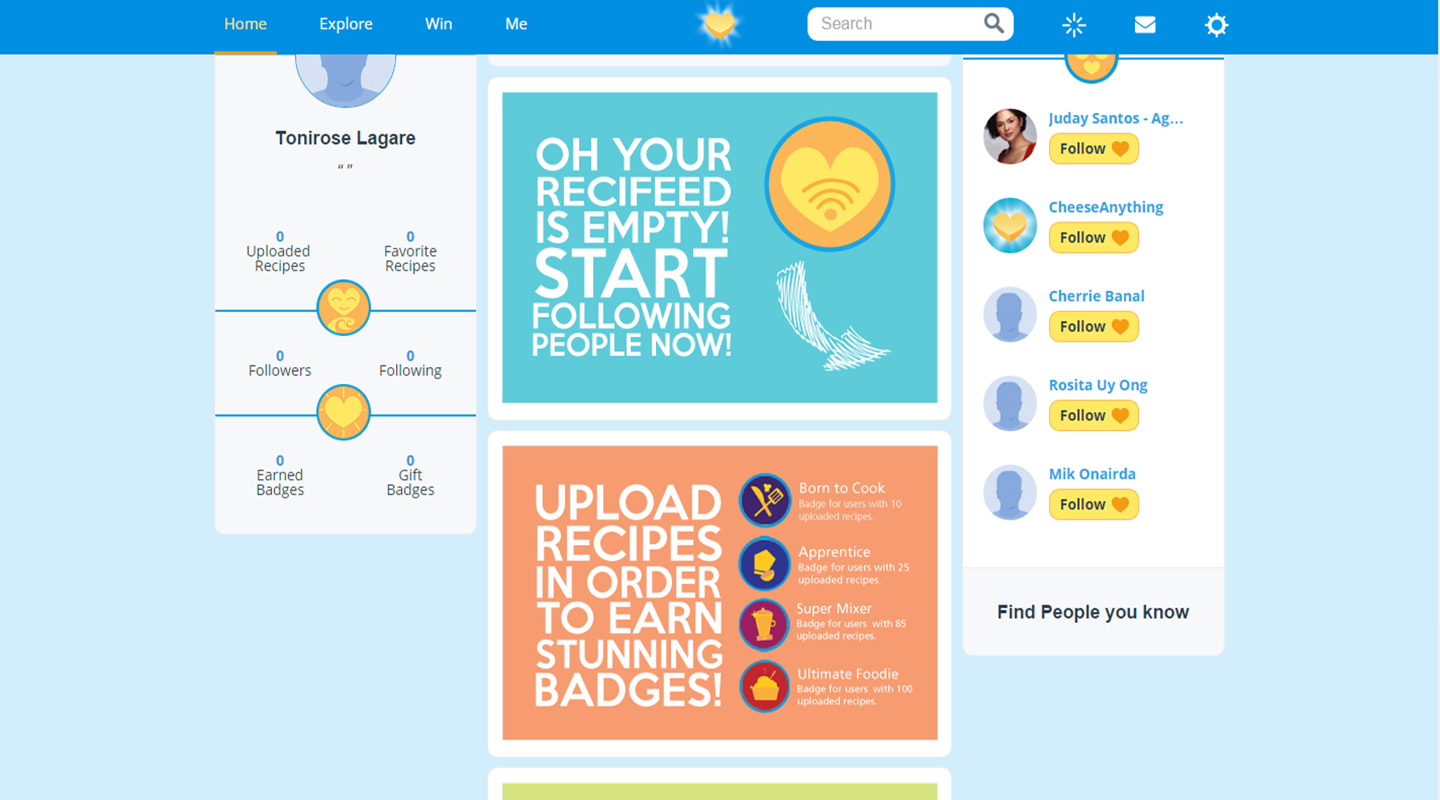 Home
Explore
Win
Me
Search
Tonirose Lagare
“ ”
0
Uploaded
Recipes
0
Favorite
Recipes
0
Followers
0
Following
0
Earned
Badges
0
Gift
Badges
OH YOUR
RECIFEED
IS EMPTY!
START
FOLLOWING
PEOPLE NOW!
UPLOAD
RECIPES
IN ORDER
TO EARN
STUNNING
BADGES!
Born to Cook
Badge for users with 10
uploaded recipes.
Apprentice
Badge for users with 25
uploaded recipes.
Super Mixer
Badge for users with 85
uploaded recipes.
Ultimate Foodie
Badge for users with 100
uploaded recipes.
Juday Santos - Ag...
Follow
CheeseAnything
Follow
Cherrie Banal
Follow
Rosita Uy Ong
Follow
Mik Onairda
Follow
Find People you know